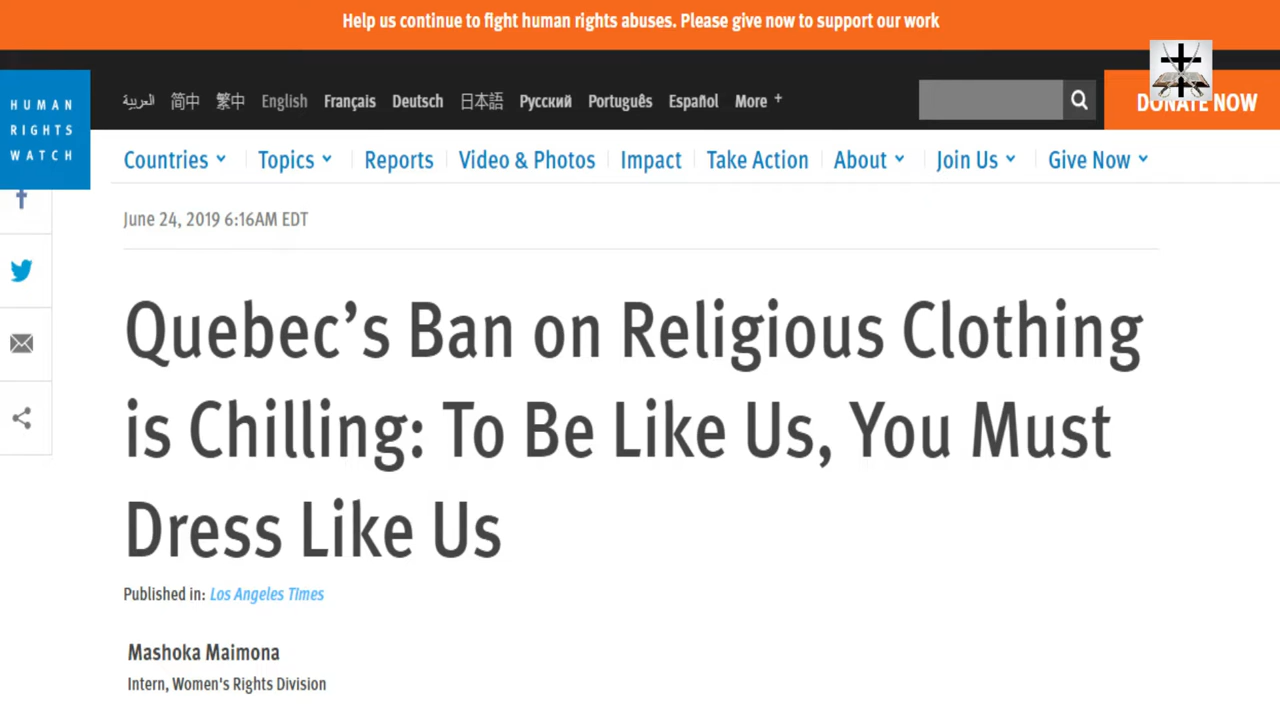 Help us continue to fight human rights abuses. Please give now to support our work
HUMAN
RIGHTS
WATCH
العربية 简中 繁中 English Français Deutsch 日本語 Русский Português Español More +
DONATE NOW
Countries Topics Reports Video & Photos Impact Take Action About Join Us Give Now
June 24, 2019 6:16AM EDT
Quebec’s Ban on Religious Clothing
is Chilling: To Be Like Us, You Must
Dress Like Us
Published in: Los Angeles TImes
Mashoka Maimona
Intern, Women's Rights Division